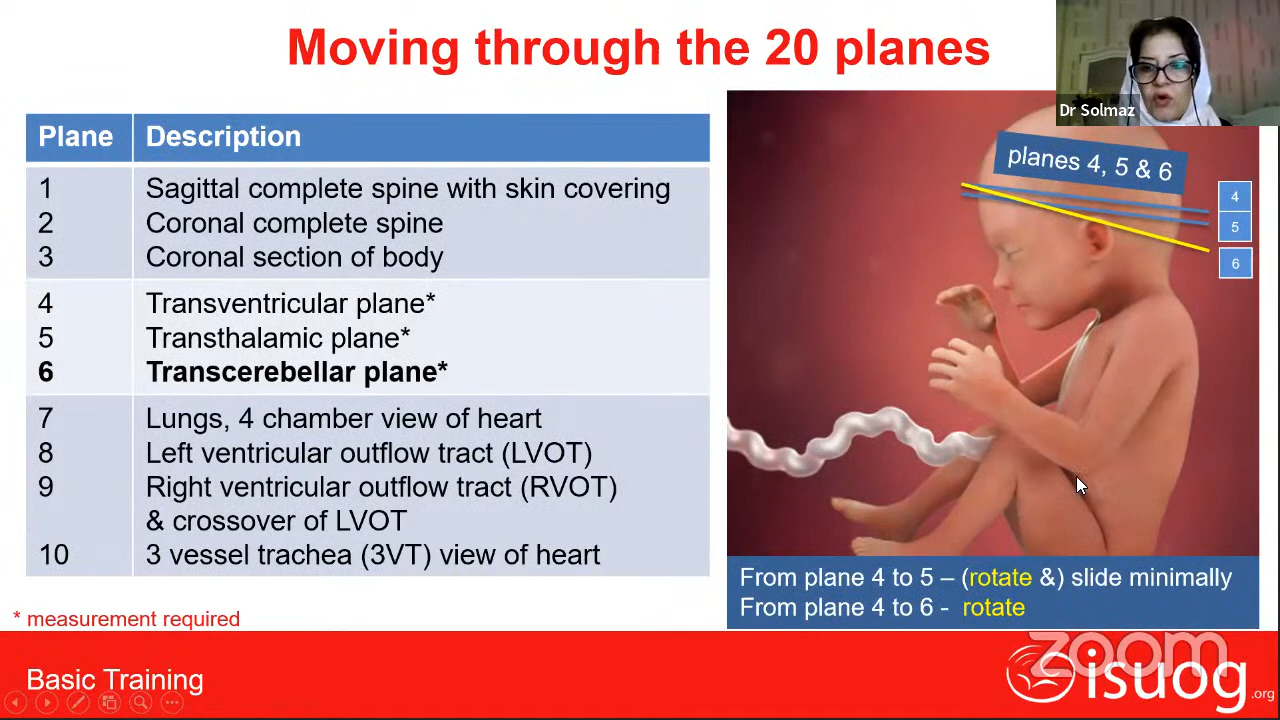 Moving through the 20 planes
Dr Solmaz
Plane Description
1 Sagittal complete spine with skin covering
2 Coronal complete spine
3 Coronal section of body
4 Transventricular plane*
5 Transthalamic plane*
6 Transcerebellar plane*
7 Lungs, 4 chamber view of heart
8 Left ventricular outflow tract (LVOT)
9 Right ventricular outflow tract (RVOT)
& crossover of LVOT
10 3 vessel trachea (3VT) view of heart
* measurement required
planes 4, 5 & 6
4
5
6
From plane 4 to 5 – (rotate &) slide minimally
From plane 4 to 6 - rotate
Basic Training
zoom
isuog.org